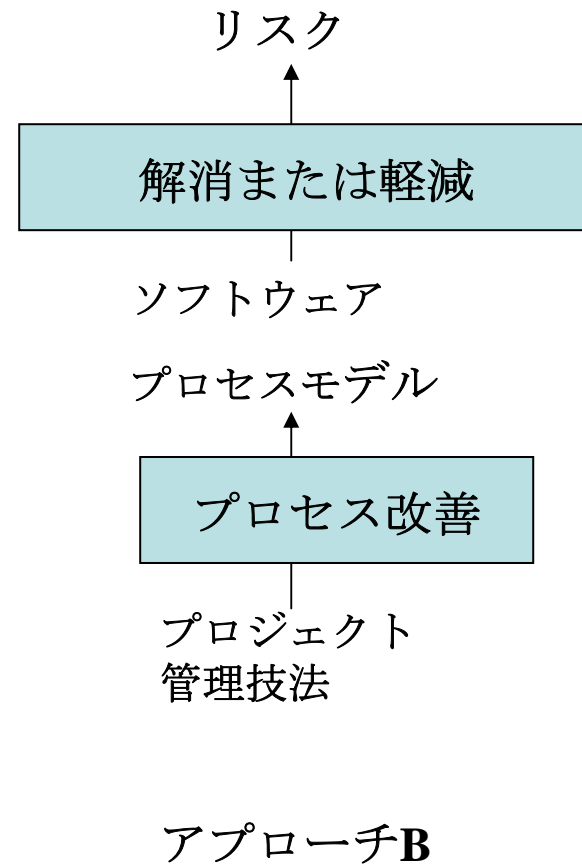 リスク
解消または軽減
ソフトウェア
プロセスモデル
プロセス改善
プロジェクト
管理技法
アプローチB